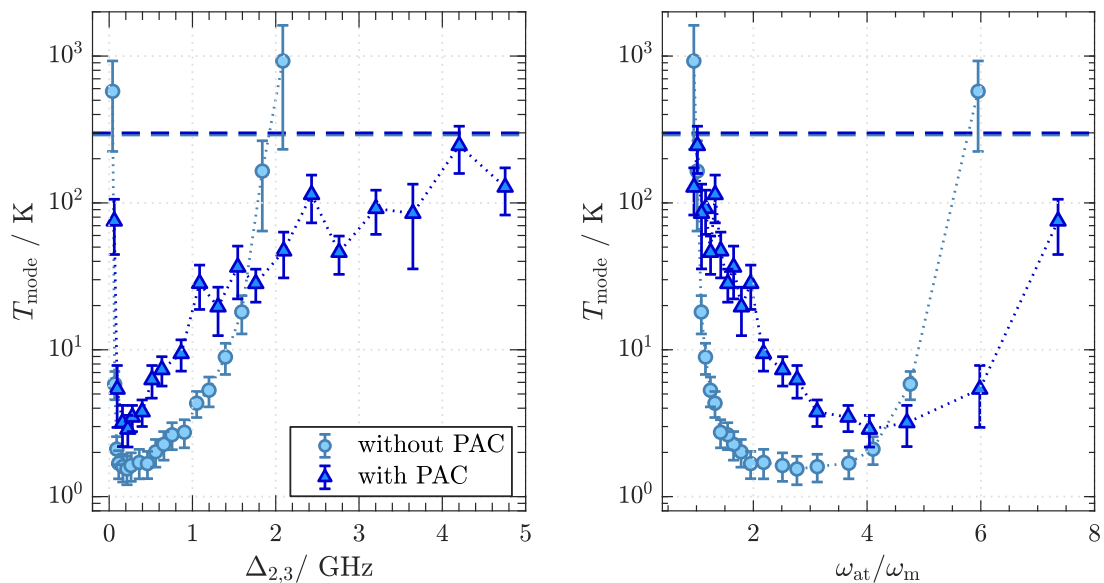 10³
10²
10¹
10⁰
T_mode / K
0 1 2 3 4 5
Δ_2,3/ GHz
without PAC
with PAC
10³
10²
10¹
10⁰
T_mode / K
2 4 6 8
ω_at/ω_m